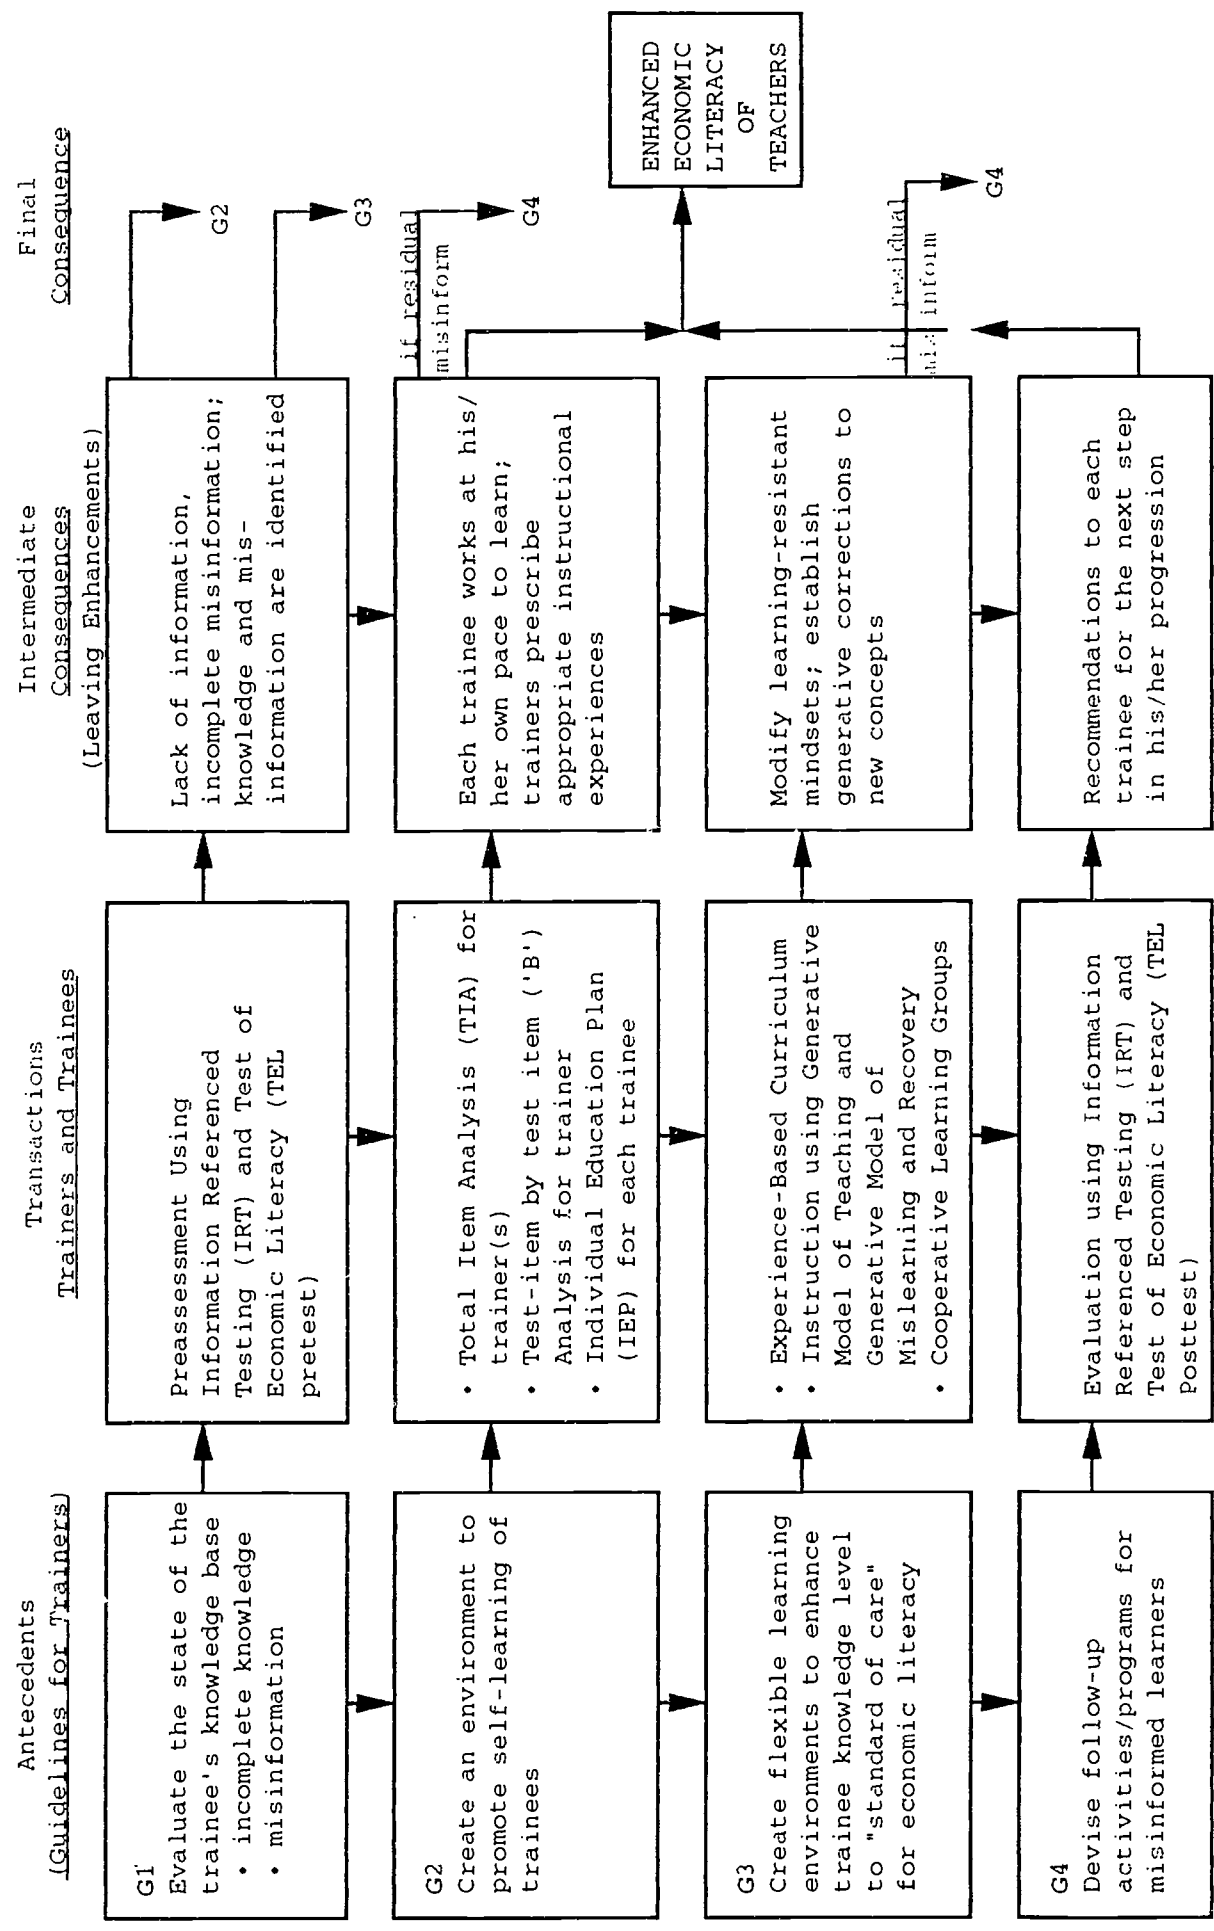 Antecedents
(Guidelines for Trainers)
Transactions
Trainers and Trainees
Intermediate
Consequences
(Leaving Enhancements)
Final
Consequence
G1
Evaluate the state of the
trainee's knowledge base
• incomplete knowledge
• misinformation
Preassessment Using
Information Referenced
Testing (IRT) and Test of
Economic Literacy (TEL
pretest)
Lack of information,
incomplete misinformation;
knowledge and mis-
information are identified
G2
G3
G2
Create an environment to
promote self-learning of
trainees
• Total Item Analysis (TIA) for
trainer(s)
• Test-item by test item ('B')
Analysis for trainer
• Individual Education Plan
(IEP) for each trainee
Each trainee works at his/
her own pace to learn;
trainers prescribe
appropriate instructional
experiences
if residual
misinform
G4
ENHANCED
ECONOMIC
LITERACY
OF
TEACHERS
G3
Create flexible learning
environments to enhance
trainee knowledge level
to "standard of care"
for economic literacy
• Experience-Based Curriculum
• Instruction using Generative
Model of Teaching and
Generative Model of
Mislearning and Recovery
• Cooperative Learning Groups
Modify learning-resistant
mindsets; establish
generative corrections to
new concepts
if residual
misinform
G4
G4
Devise follow-up
activities/programs for
misinformed learners
Evaluation using Information
Referenced Testing (IRT) and
Test of Economic Literacy (TEL
Posttest)
Recommendations to each
trainee for the next step
in his/her progression